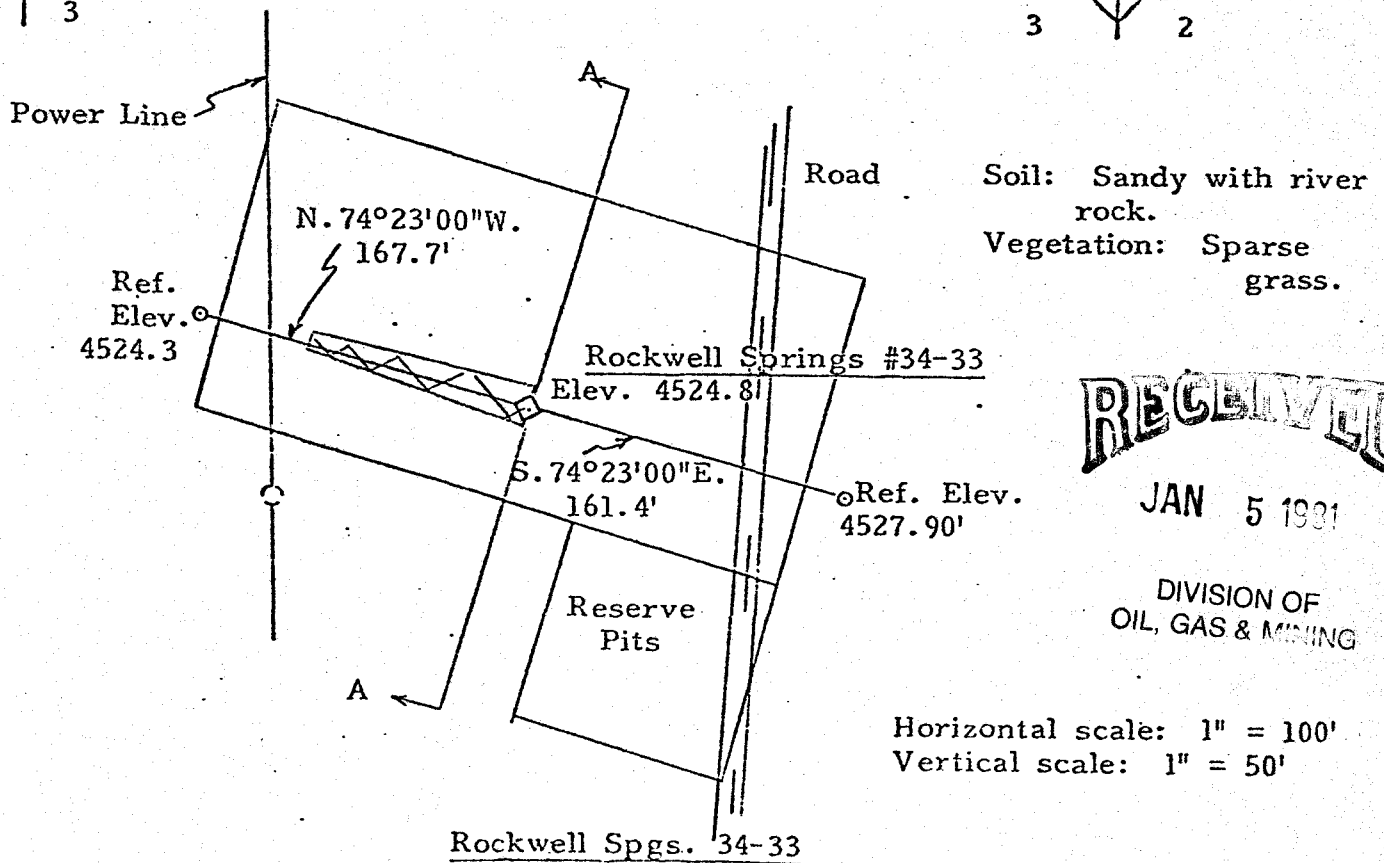 3
3 2
A
Power Line
Road
Soil: Sandy with river
rock.
Vegetation: Sparse
grass.
N. 74°23'00"W.
167.7'
Ref.
Elev.
4524.3
Rockwell Springs #34-33
Elev. 4524.8'
RECEIVED
JAN 5 1981
DIVISION OF
OIL, GAS & MINING
S. 74°23'00"E.
161.4'
Ref. Elev.
4527.90'
Reserve
Pits
A
Horizontal scale: 1" = 100'
Vertical scale: 1" = 50'
Rockwell Spgs. '34-33